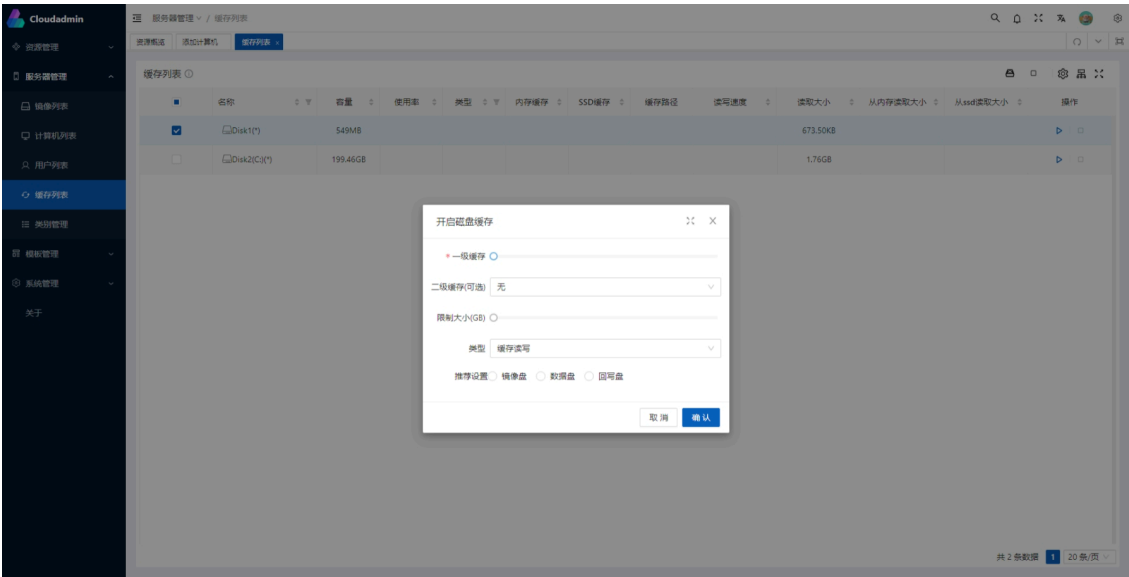 Cloudadmin
服务器管理 / 缓存列表
资源管理
资源概览 添加计算机 缓存列表 ×
服务器管理
缓存列表
镜像列表
名称 容量 使用率 类型 内存缓存 SSD缓存 缓存路径 读写速度 读取大小 从内存读取大小 从ssd读取大小 操作
计算机列表
Disk1(*) 549MB 673.50KB
用户列表
Disk2(C:)(*) 199.46GB 1.76GB
缓存列表
类别管理
模板管理
系统管理
关于
开启磁盘缓存
* 一级缓存
二级缓存(可选) 无
限制大小(GB)
类型 缓存读写
推荐设置 镜像盘 数据盘 回写盘
取 消 确 认
共 2 条数据 1 20 条/页